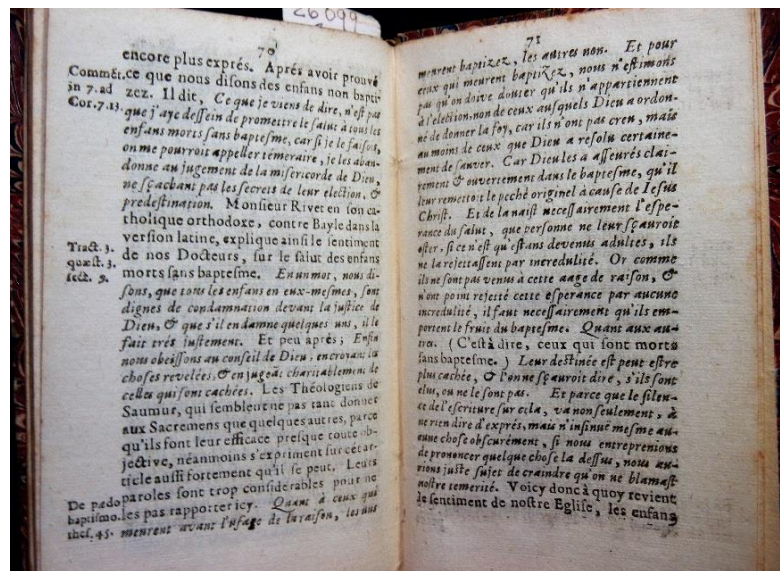 26099
70
encore plus exprés. Aprés avoir prouvé
Commét. ce que nous disons des enfans non bapti-
in 7. ad zez. Il dit, Ce que je viens de dire, n'est pas
Cor. 7. 13. que j'aye dessein de promettre le salut à tous les
enfans morts sans baptesme, car si je le faisois,
on me pourroit appeller témeraire, je les aban-
donne au jugement de la misericorde de Dieu,
ne sçachant pas les secrets de leur election, &
predestination. Monsieur Rivet en son ca-
tholique orthodoxe, contre Bayle dans la
version latine, explique ainsi le sentiment
Tract. 3. de nos Docteurs, sur le salut des enfans
quæst. 3. morts sans baptesme. En un mot, nous di-
sect. 9. sons, que tous les enfans en eux-mesmes, sont
dignes de condamnation devant la justice de
Dieu, & que s'il en damne quelques uns, il le
fait trés justement. Et peu aprés; Enfin
nous obeïssons au conseil de Dieu, en croyant les
choses revelées, & en jugeāt charitablement de
celles qui sont cachées. Les Théologiens de
Saumur, qui semblent ne pas tant donner
aux Sacremens que quelques autres, parce
qu'ils font leur efficace presque toute ob-
jective, néanmoins s'expriment sur cét ar-
ticle aussi fortement qu'il se peut. Leurs
De pædo paroles sont trop considérables pour ne
baptismo. les pas rapporter icy. Quant à ceux qui
thes. 45. meurent avant l'usage de la raison, les uns
71
meurent baptizez, les autres non. Et pour
ceux qui meurent baptizez, nous n'estimons
pas qu'on doive douter qu'ils n'appartiennent
à l'election, non de ceux ausquels Dieu a ordon-
né de donner la foy, car ils n'ont pas creu, mais
au moins de ceux que Dieu a resolu certaine-
ment de sauver. Car Dieu les a asseurés clai-
rement & ouvertement dans le baptesme, qu'il
leur remettoit le peché originel à cause de Iesus
Christ. Et de la naist necessairement l'espe-
rance du salut, que personne ne leur sçauroit
oster, si ce n'est qu'estans devenus adultes, ils
ne la rejettassent par incredulité. Or comme
ils ne sont pas venus à cette aage de raison, &
n'ont point rejetté cette esperance par aucune
incredulité, il faut necessairement qu'ils em-
portent le fruit du baptesme. Quant aux au-
tres. (C'est à dire, ceux qui sont morts
sans baptesme.) Leur destinée est peut estre
plus cachée, & l'on ne sçauroit dire, s'ils sont
elus, ou ne le sont pas. Et parce que le silen-
ce de l'escriture sur cela, va non seulement, à
ne rien dire d'exprés, mais n'insinuë mesme au-
cune chose obscurément, si nous entreprenions
de prononcer quelque chose la dessus, nous au-
rions juste sujet de craindre qu'on ne blamast
nostre temerité. Voicy donc à quoy revient
le sentiment de nostre Eglise, les enfans